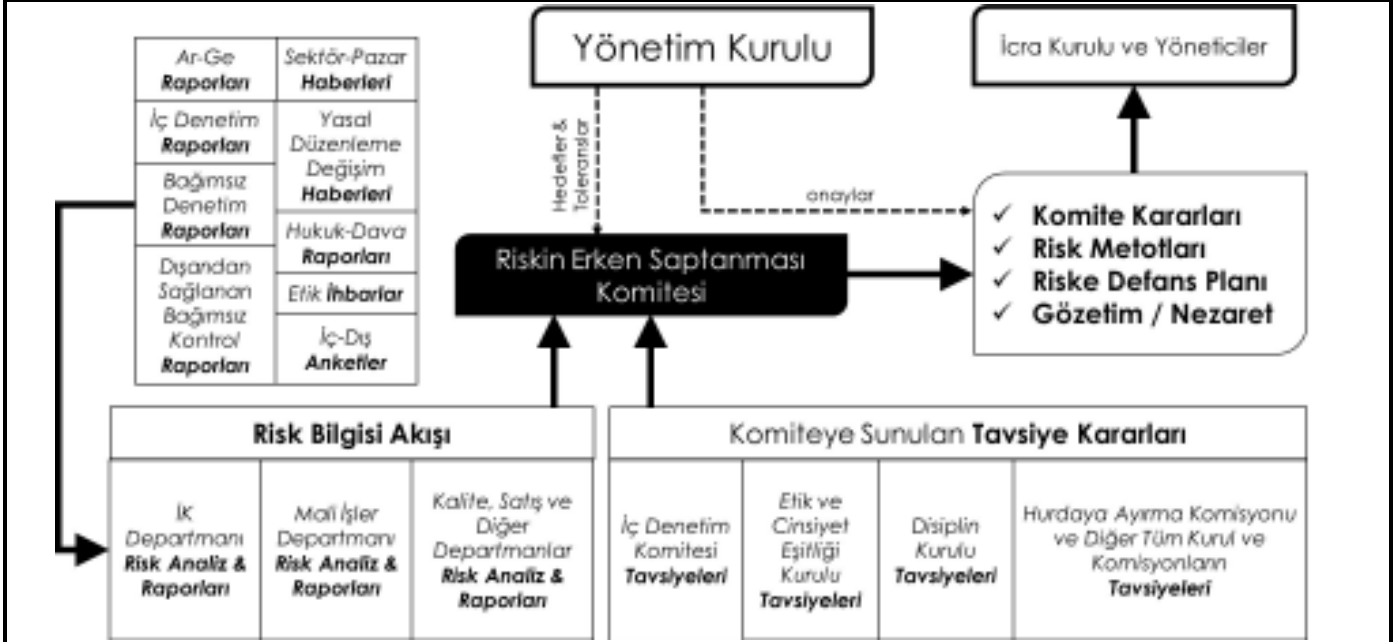 Ar-Ge
Raporları
İç Denetim
Raporları
Bağımsız
Denetim
Raporları
Dışarıdan
Sağlanan
Bağımsız
Kontrol
Raporları
Sektör-Pazar
Haberleri
Yasal
Düzenleme
Değişim
Haberleri
Hukuk-Dava
Raporları
Etik İhbarlar
İç-Dış
Anketler
Yönetim Kurulu
İcra Kurulu ve Yöneticiler
Hedefler &
Toleranslar
onaylar
Riskin Erken Saptanması
Komitesi
✓ Komite Kararları
✓ Risk Metotları
✓ Riske Defans Planı
✓ Gözetim / Nezaret
Risk Bilgisi Akışı
İK
Departmanı
Risk Analiz &
Raporları
Mali İşler
Departmanı
Risk Analiz &
Raporları
Kalite, Satış ve
Diğer
Departmanlar
Risk Analiz &
Raporları
Komiteye Sunulan Tavsiye Kararları
İç Denetim
Komitesi
Tavsiyeleri
Etik ve
Cinsiyet
Eşitliği
Kurulu
Tavsiyeleri
Disiplin
Kurulu
Tavsiyeleri
Hurdaya Ayırma Komisyonu
ve Diğer Tüm Kurul ve
Komisyonların
Tavsiyeleri